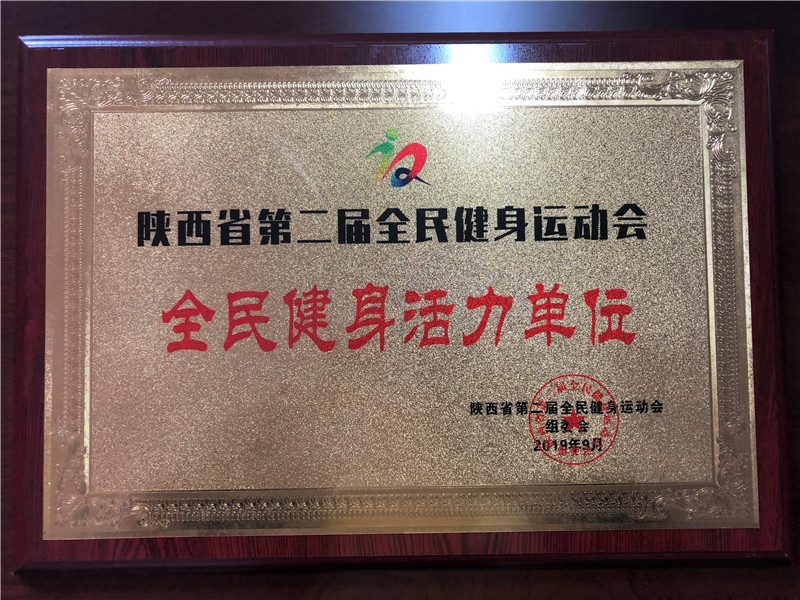 陕西省第二届全民健身运动会
全民健身活力单位
陕西省第二届全民健身运动会
组委会
2019年9月